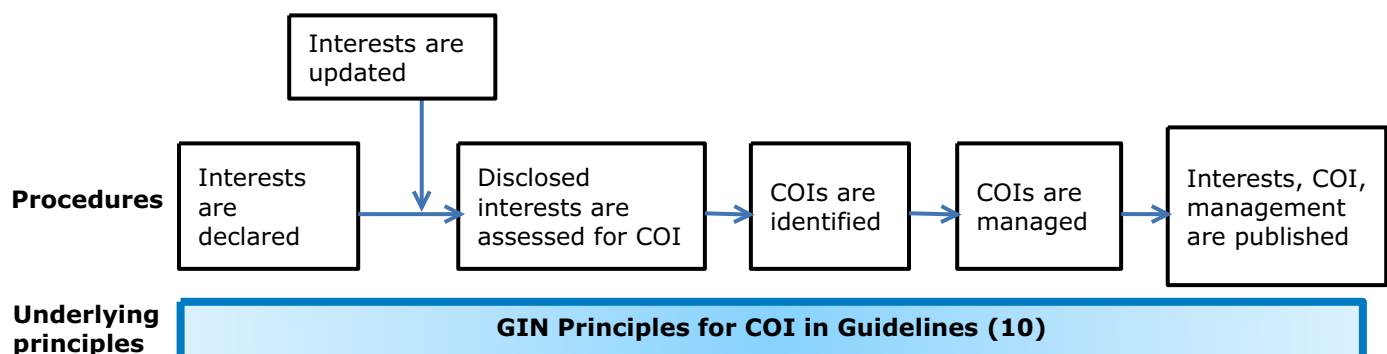 Interests are
updated
Procedures
Interests
are
declared
Disclosed
interests are
assessed for COI
COIs are
identified
COIs are
managed
Interests, COI,
management
are published
Underlying
principles
GIN Principles for COI in Guidelines (10)